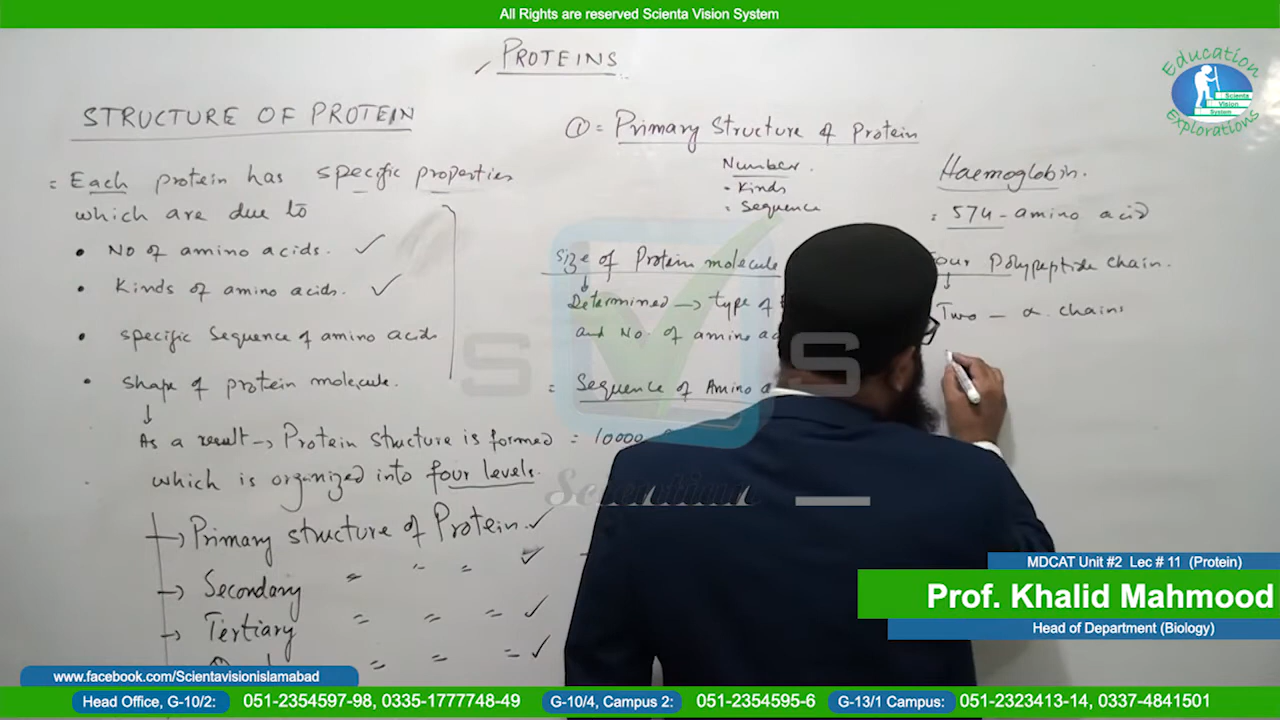 All Rights are reserved Scienta Vision System
Education
Scienta
Vision
System
Explorations
PROTEINS
STRUCTURE OF PROTEIN
= Each protein has specific properties
which are due to
• No of amino acids. ✓
• Kinds of amino acids. ✓
• Specific Sequence of amino acids
• Shape of protein molecule.
↓
As a result → Protein structure is formed
which is organized into four levels.
→ Primary structure of Protein. ✓
→ Secondary = = = ✓
→ Tertiary = = = ✓
= = = ✓
① = Primary Structure of Protein
Number.
• Kinds
= Sequence
Size of Protein molecule
↓
Determined → type of
and No. of amino
= Sequence of Amino
= 10000
Haemoglobin.
= 574 - amino acid
Four Polypeptide chain.
↓
Two - α. chains
S V S
MDCAT Unit #2 Lec # 11 (Protein)
Prof. Khalid Mahmood
Head of Department (Biology)
www.facebook.com/Scientavisionislamabad
Head Office, G-10/2: 051-2354597-98, 0335-1777748-49 G-10/4, Campus 2: 051-2354595-6 G-13/1 Campus: 051-2323413-14, 0337-4841501